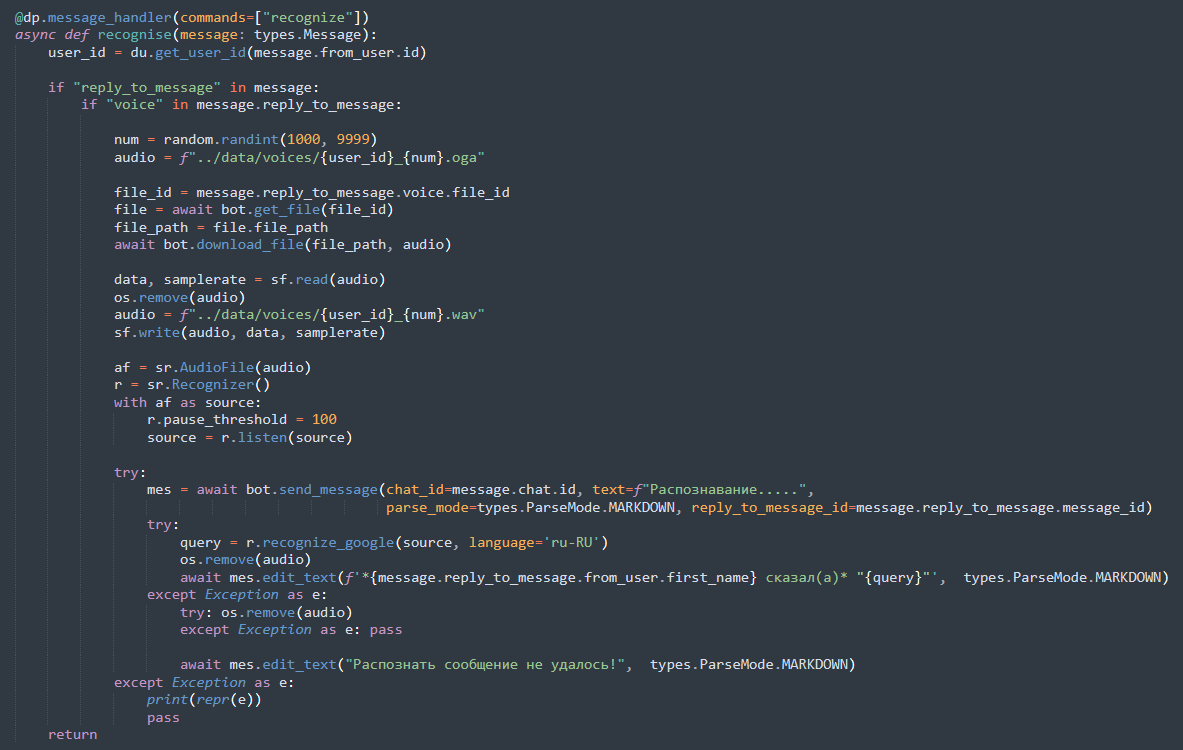 @dp.message_handler(commands=["recognize"])
async def recognise(message: types.Message):
    user_id = du.get_user_id(message.from_user.id)

    if "reply_to_message" in message:
        if "voice" in message.reply_to_message:

            num = random.randint(1000, 9999)
            audio = f"../data/voices/{user_id}_{num}.oga"

            file_id = message.reply_to_message.voice.file_id
            file = await bot.get_file(file_id)
            file_path = file.file_path
            await bot.download_file(file_path, audio)

            data, samplerate = sf.read(audio)
            os.remove(audio)
            audio = f"../data/voices/{user_id}_{num}.wav"
            sf.write(audio, data, samplerate)

            af = sr.AudioFile(audio)
            r = sr.Recognizer()
            with af as source:
                r.pause_threshold = 100
                source = r.listen(source)

            try:
                mes = await bot.send_message(chat_id=message.chat.id, text=f"Распознавание.....",
                                             parse_mode=types.ParseMode.MARKDOWN, reply_to_message_id=message.reply_to_message.message_id)
                try:
                    query = r.recognize_google(source, language='ru-RU')
                    os.remove(audio)
                    await mes.edit_text(f'*{message.reply_to_message.from_user.first_name} сказал(а)* "{query}"',  types.ParseMode.MARKDOWN)
                except Exception as e:
                    try: os.remove(audio)
                    except Exception as e: pass

                    await mes.edit_text("Распознать сообщение не удалось!",  types.ParseMode.MARKDOWN)
            except Exception as e:
                print(repr(e))
                pass
    return